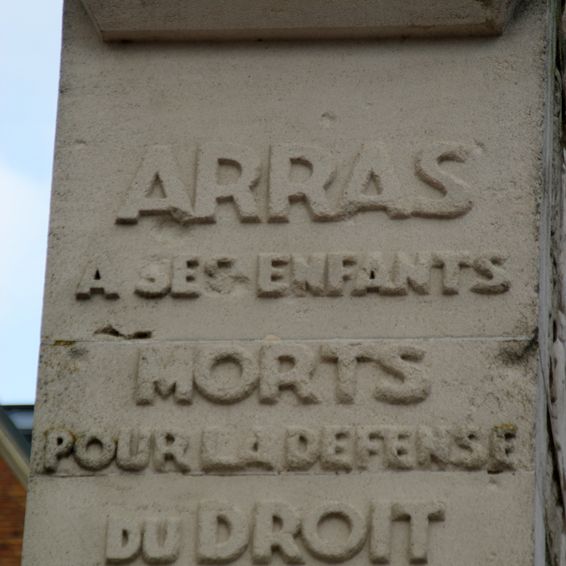 ARRAS
A SES ENFANTS
MORTS
POUR LA DEFENSE
DU DROIT